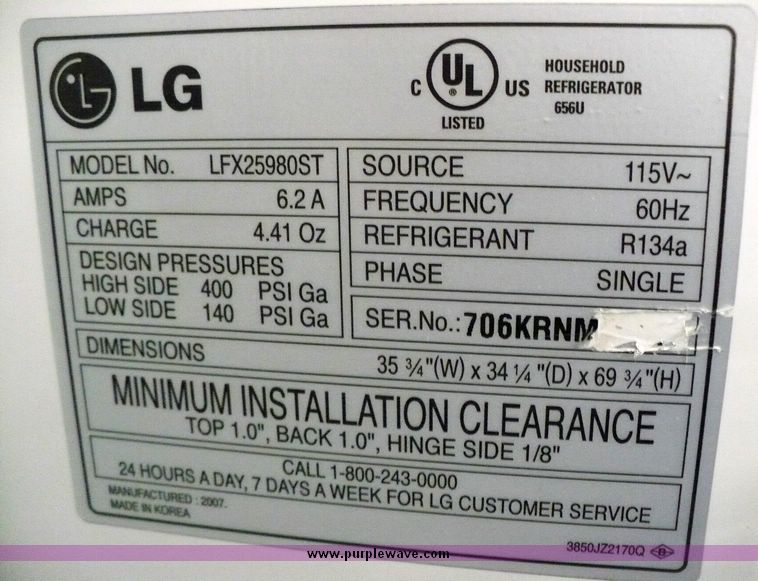 LG
C UL US
®
LISTED
HOUSEHOLD
REFRIGERATOR
656U
MODEL No. LFX25980ST
AMPS 6.2 A
CHARGE 4.41 Oz
DESIGN PRESSURES
HIGH SIDE 400 PSI Ga
LOW SIDE 140 PSI Ga
SOURCE 115V~
FREQUENCY 60Hz
REFRIGERANT R134a
PHASE SINGLE
SER.No.: 706KRNM
DIMENSIONS 35 ¾"(W) x 34 ¼"(D) x 69 ¾"(H)
MINIMUM INSTALLATION CLEARANCE
TOP 1.0", BACK 1.0", HINGE SIDE 1/8"
CALL 1-800-243-0000
24 HOURS A DAY, 7 DAYS A WEEK FOR LG CUSTOMER SERVICE
MANUFACTURED : 2007.
MADE IN KOREA
3850JZ2170Q B
www.purplewave.com